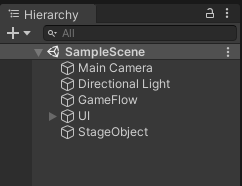 Hierarchy
All
SampleScene
Main Camera
Directional Light
GameFlow
UI
StageObject